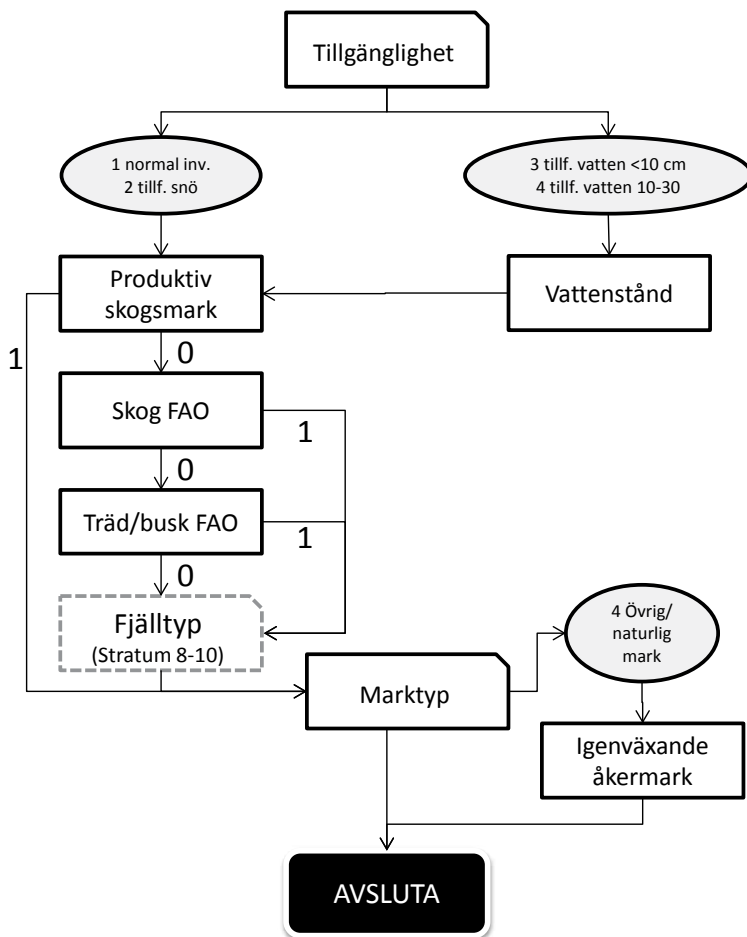 Tillgänglighet
1 normal inv.
2 tillf. snö
3 tillf. vatten <10 cm
4 tillf. vatten 10-30
Produktiv
skogsmark
Vattenstånd
1
0
Skog FAO
1
0
Träd/busk FAO
1
0
Fjälltyp
(Stratum 8-10)
4 Övrig/
naturlig
mark
Marktyp
Igenväxande
åkermark
AVSLUTA